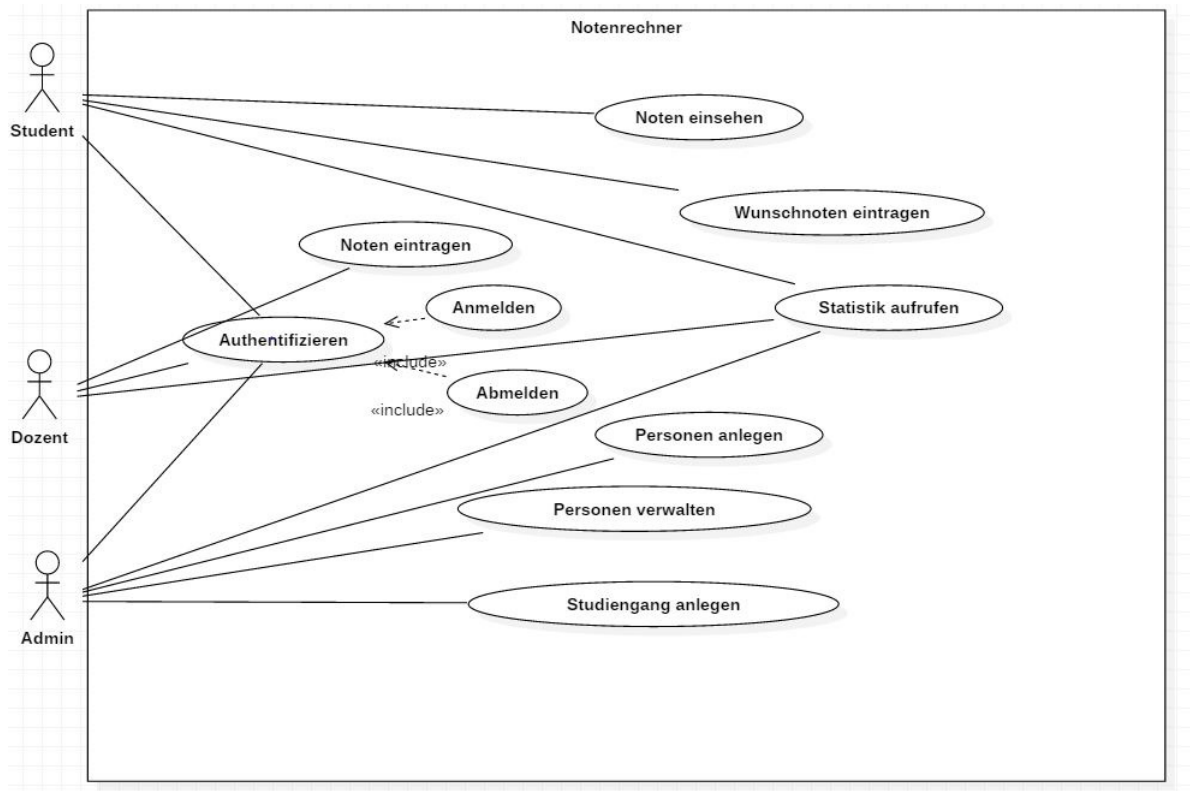 Notenrechner
Student
Noten einsehen
Wunschnoten eintragen
Noten eintragen
Anmelden
Statistik aufrufen
Authentifizieren
«include»
Dozent
Abmelden
«include»
Personen anlegen
Personen verwalten
Admin
Studiengang anlegen